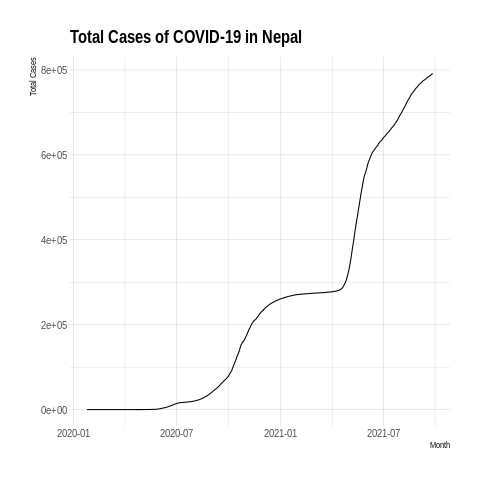 Total Cases of COVID-19 in Nepal
Total Cases
8e+05
6e+05
4e+05
2e+05
0e+00
2020-01 2020-07 2021-01 2021-07
Month